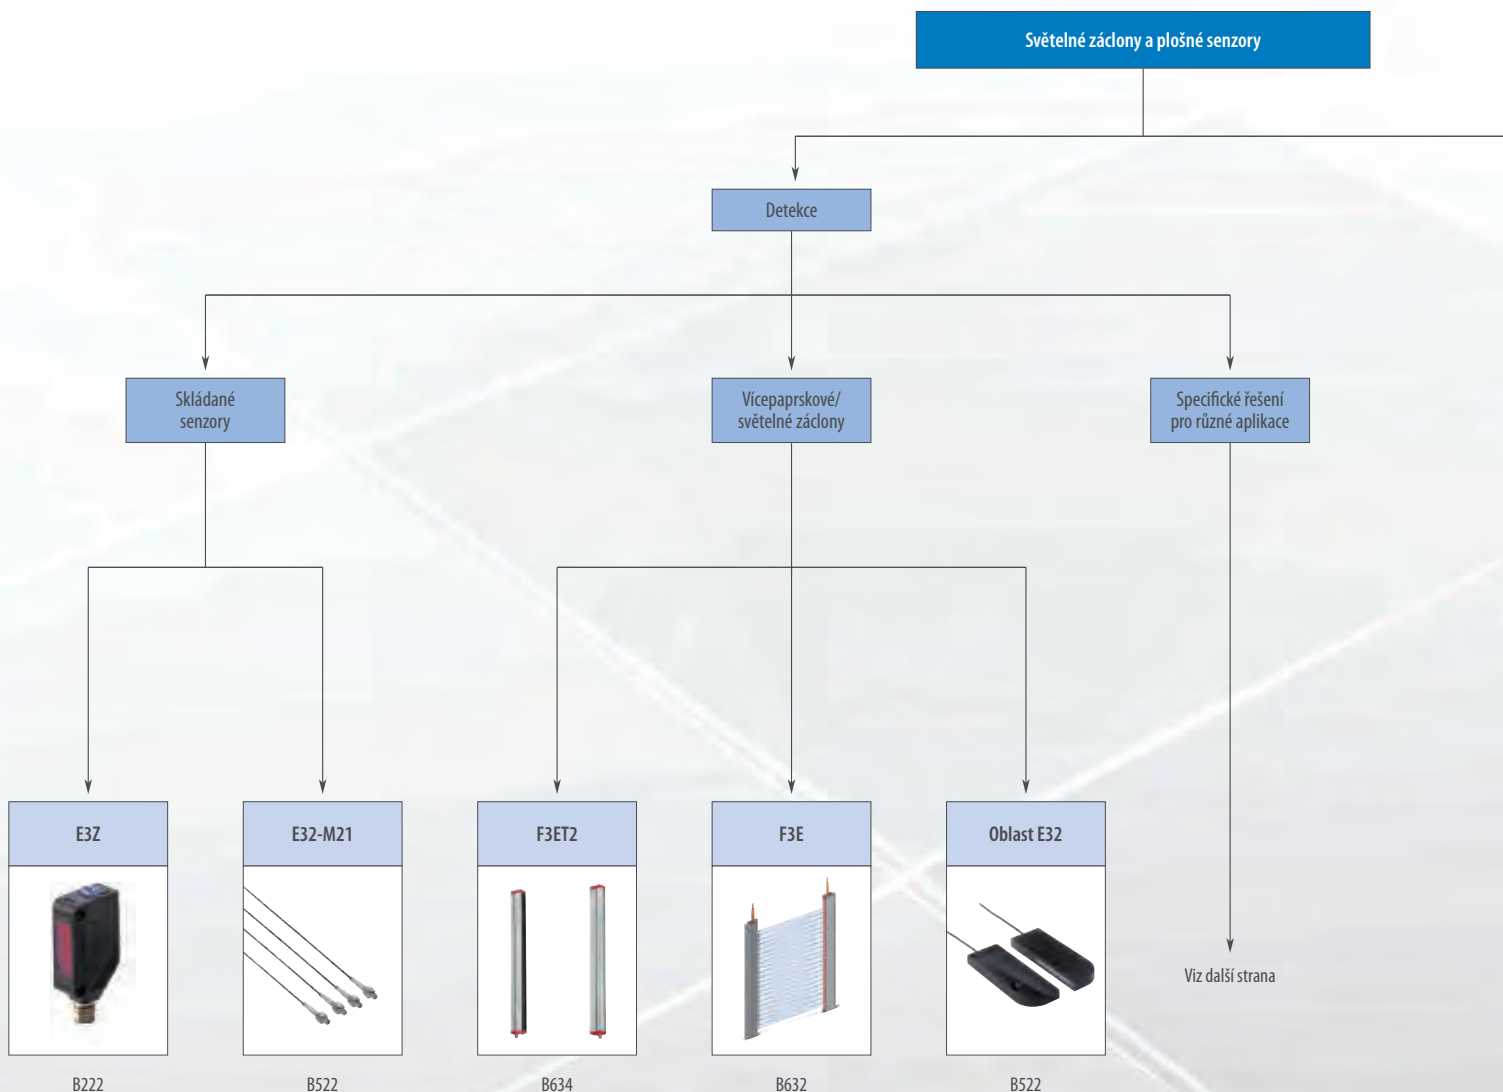 Světelné záclony a plošné senzory
Detekce
Skládané
senzory
Vícepaprskové/
světelné záclony
Specifické řešení
pro různé aplikace
E3Z
E32-M21
F3ET2
F3E
Oblast E32
Viz další strana
B222
B522
B634
B632
B522